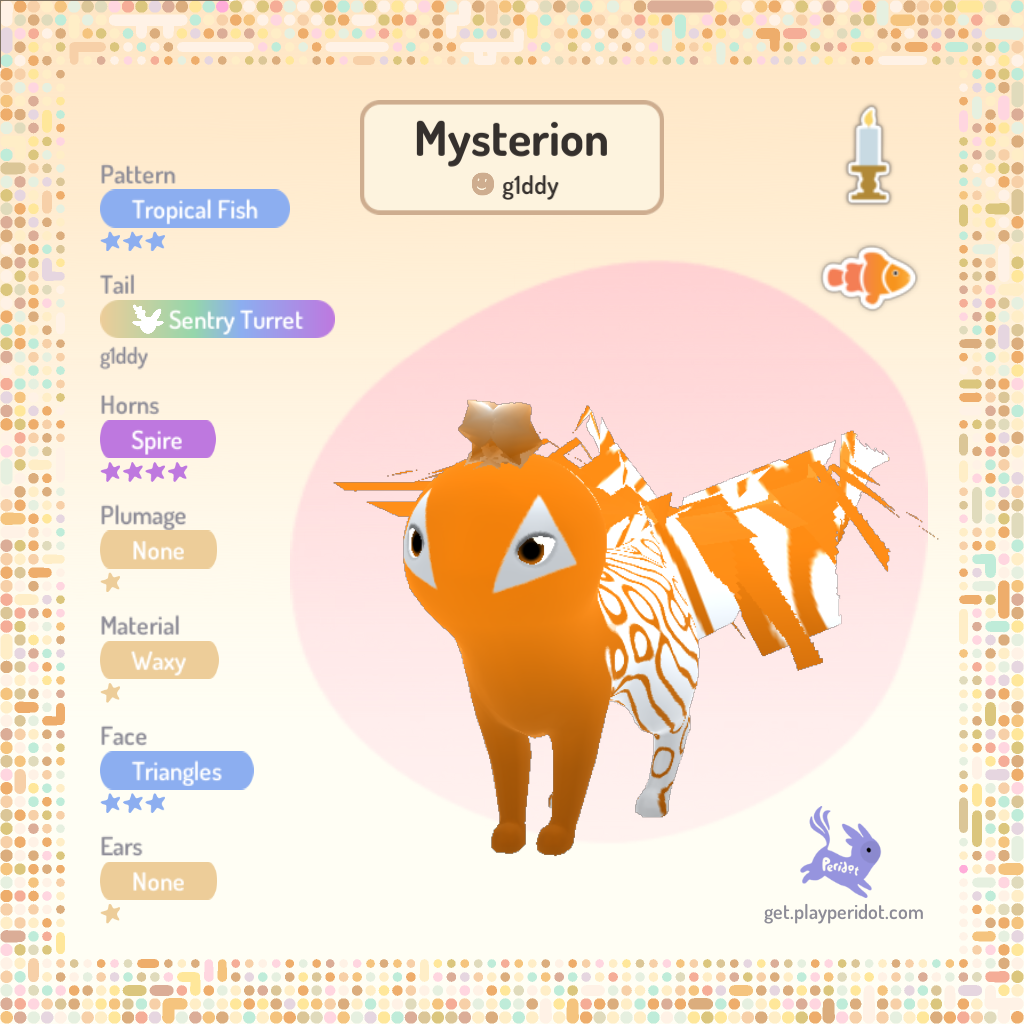 Mysterion
g1ddy
Pattern
Tropical Fish
Tail
Sentry Turret
g1ddy
Horns
Spire
Plumage
None
Material
Waxy
Face
Triangles
Ears
None
Peridot
get.playperidot.com